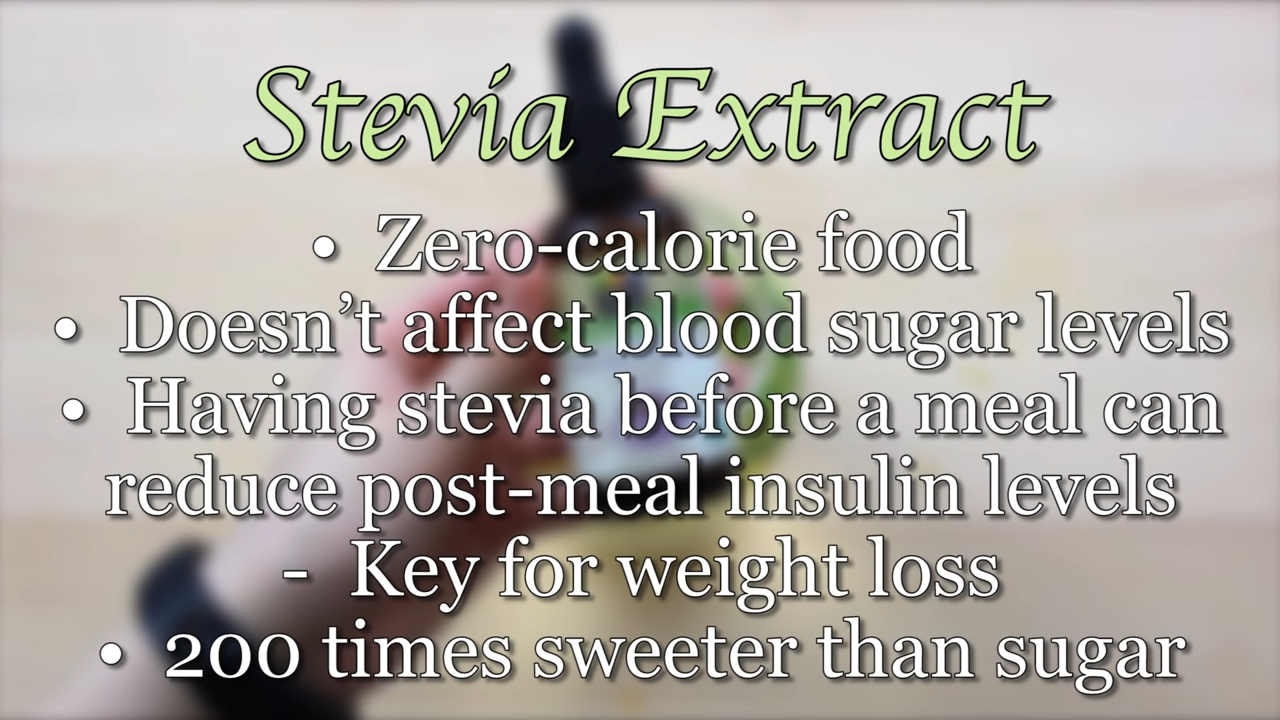 Stevia Extract
• Zero-calorie food
• Doesn’t affect blood sugar levels
• Having stevia before a meal can
reduce post-meal insulin levels
- Key for weight loss
• 200 times sweeter than sugar